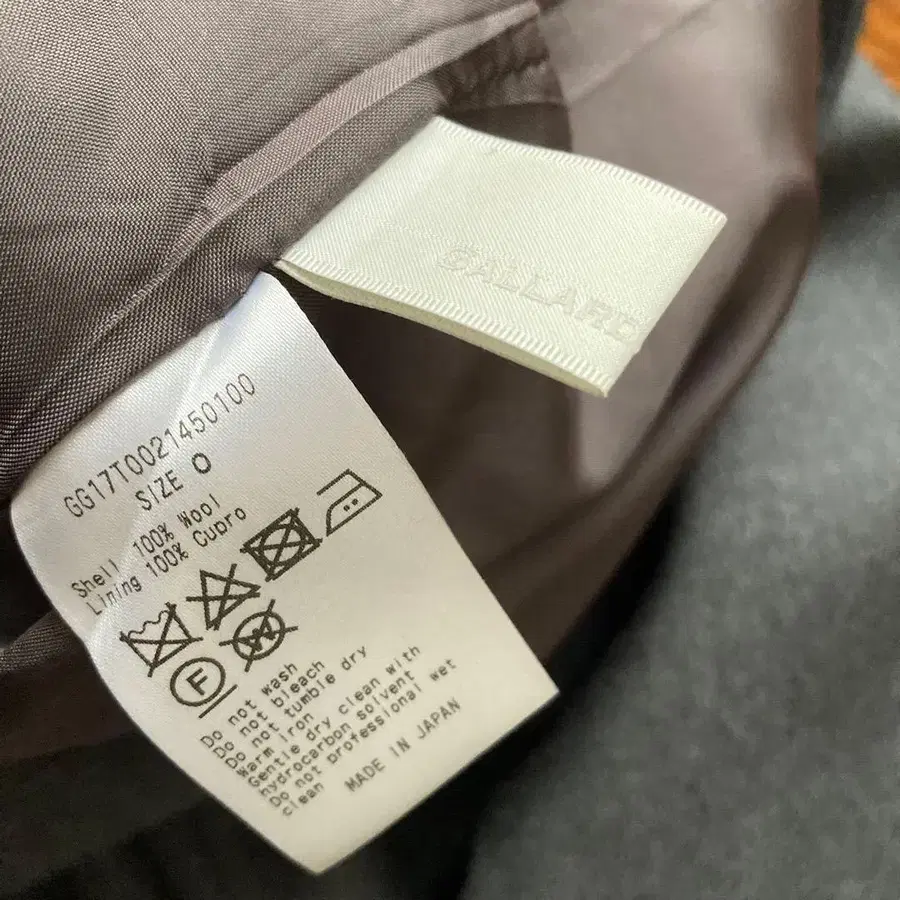 GALLARD
GG17T0021450100
SIZE 0
Shell 100% Wool
Lining 100% Cupro
F
W
Do not wash
Do not bleach
Do not tumble dry
Warm iron
Gentle dry clean with
hydrocarbon solvent
Do not professional wet
clean
MADE IN JAPAN